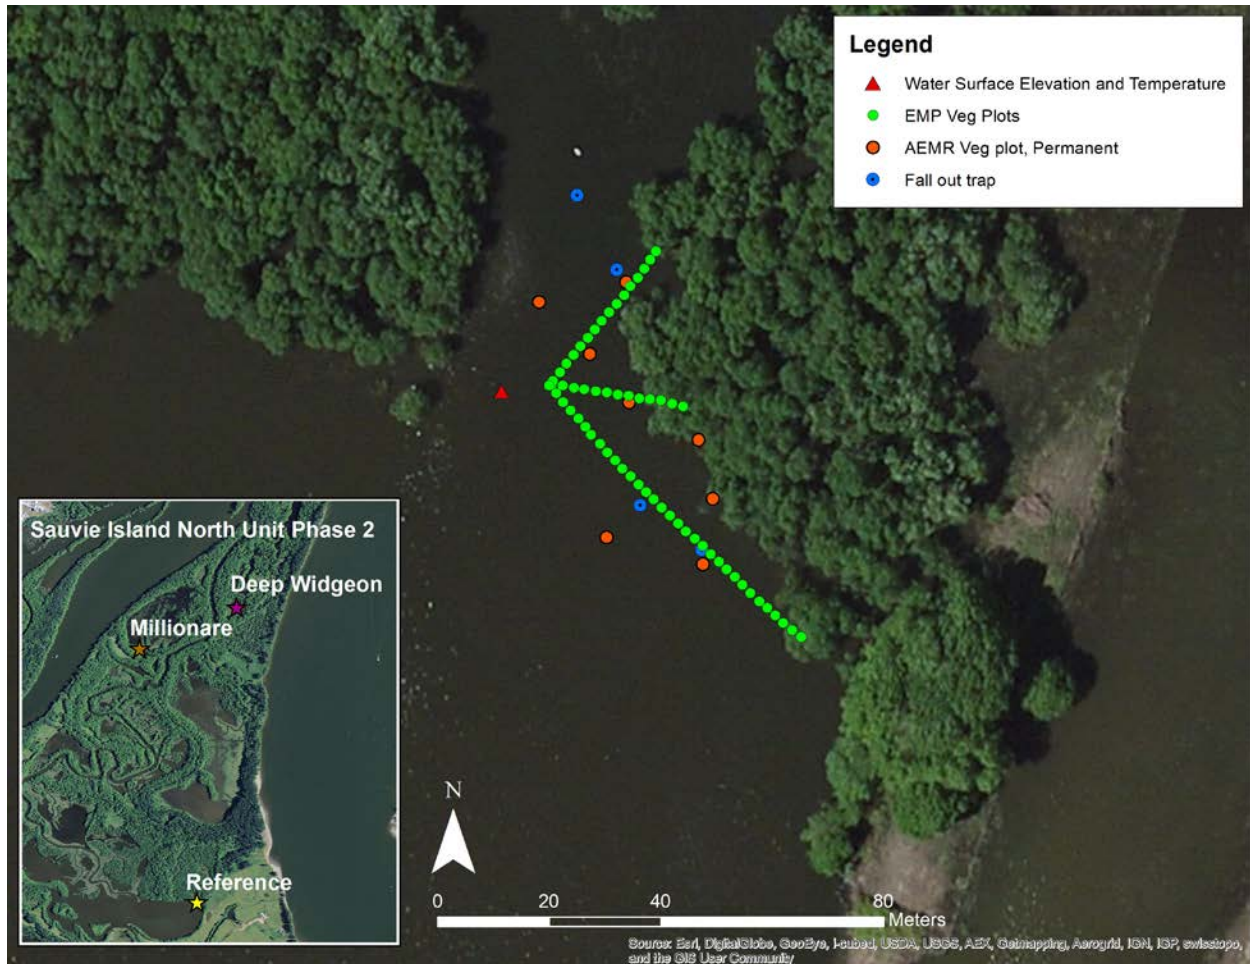 Legend
Water Surface Elevation and Temperature
EMP Veg Plots
AEMR Veg plot, Permanent
Fall out trap
Sauvie Island North Unit Phase 2
Deep Widgeon
Millionare
Reference
N
0 20 40 80
Meters
Source: Esri, DigitalGlobe, GeoEye, i-cubed, USDA, USGS, AEX, Getmapping, Aerogrid, IGN, IGP, swisstopo,
and the GIS User Community